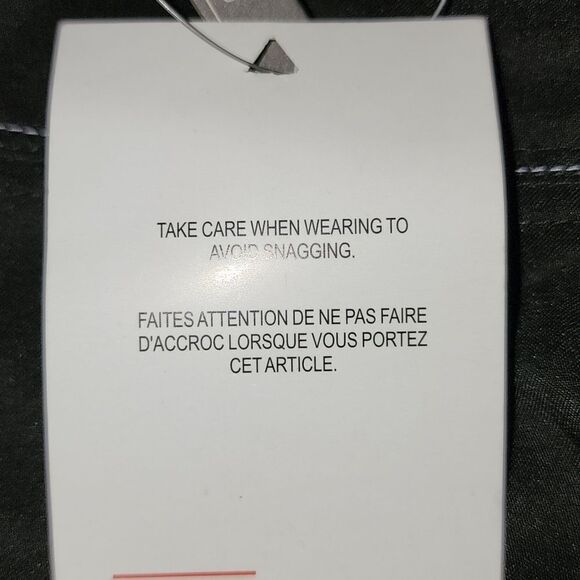 TAKE CARE WHEN WEARING TO
AVOID SNAGGING.
FAITES ATTENTION DE NE PAS FAIRE
D'ACCROC LORSQUE VOUS PORTEZ
CET ARTICLE.